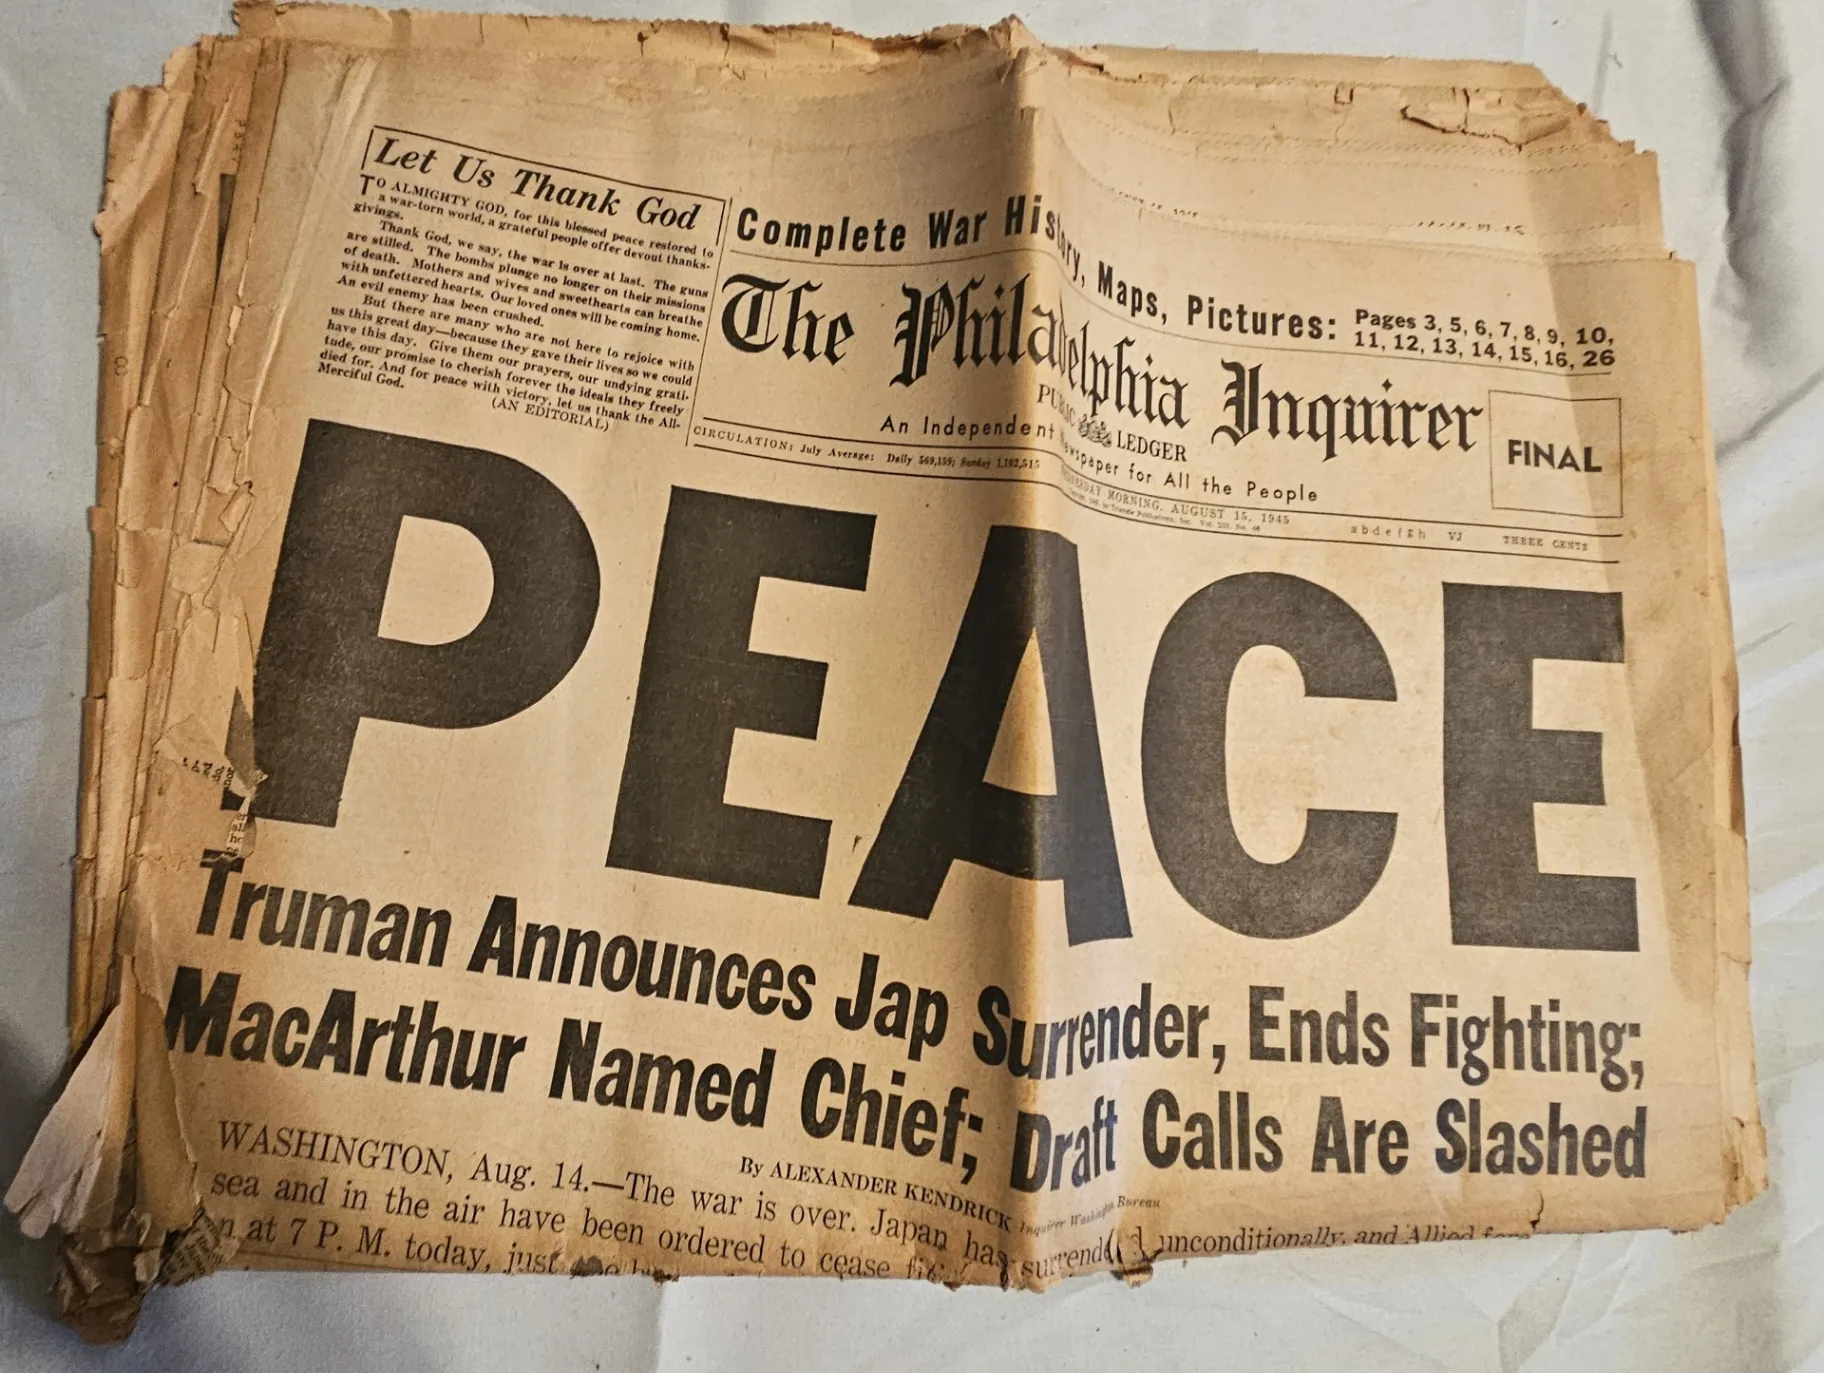 Let Us Thank God
TO ALMIGHTY GOD, for this blessed peace restored to
a war-torn world, a grateful people offer devout thanks-
givings.
Thank God, we say, the war is over at last. The guns
are stilled. The bombs plunge no longer on their missions
of death. Mothers and wives and sweethearts can breathe
with unfettered hearts. Our loved ones will be coming home.
An evil enemy has been crushed.
But there are many who are not here to rejoice with
us this great day—because they gave their lives so we could
have this day. Give them our prayers, our undying grati-
tude, our promise to cherish forever the ideals they freely
died for. And for peace with victory, let us thank the All-
Merciful God.
(AN EDITORIAL)
Complete War History, Maps, Pictures: Pages 3, 5, 6, 7, 8, 9, 10,
11, 12, 13, 14, 15, 16, 26
The Philadelphia Inquirer
PUBLIC LEDGER
An Independent Newspaper for All the People
FINAL
CIRCULATION: July Average: Daily 569,159; Sunday 1,102,515
WEDNESDAY MORNING, AUGUST 15, 1945
abdefgh VJ THREE CENTS
PEACE
Truman Announces Jap Surrender, Ends Fighting;
MacArthur Named Chief; Draft Calls Are Slashed
By ALEXANDER KENDRICK
Inquirer Washington Bureau
WASHINGTON, Aug. 14.—The war is over. Japan has surrendered unconditionally, and Allied
sea and in the air have been ordered to cease
at 7 P. M. today, just